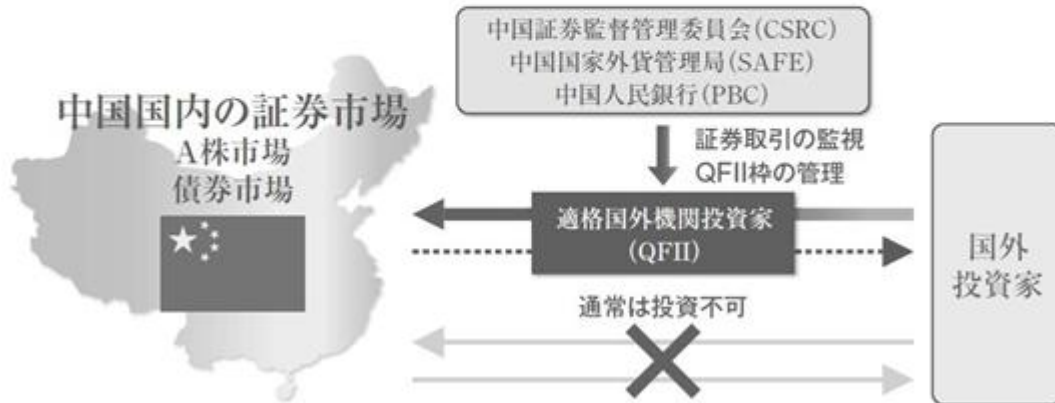 中国証券監督管理委員会(CSRC)
中国国家外貨管理局(SAFE)
中国人民銀行(PBC)
中国国内の証券市場
A株市場
債券市場
証券取引の監視
QFII枠の管理
適格国外機関投資家
(QFII)
国外
投資家
通常は投資不可